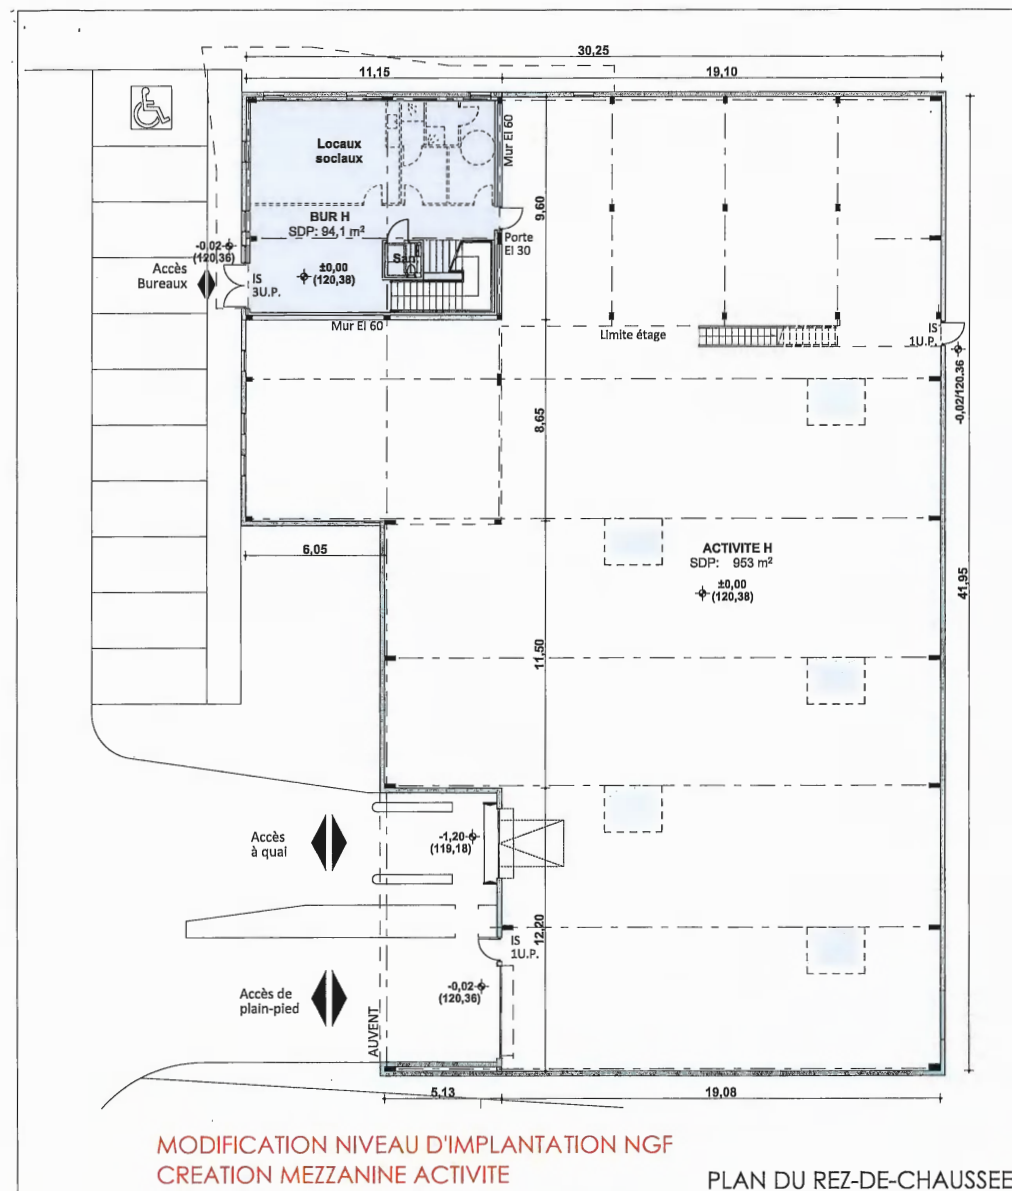 30,25
11,15
19,10
Locaux
sociaux
Mur EI 60
9,60
BUR H
SDP: 94,1 m²
-0,02
(120,36)
Porte
EI 30
San.
Accès
Bureaux
±0,00
(120,38)
IS
3U.P.
Mur EI 60
Limite étage
IS
1U.P.
-0,02/120.36
8,65
6,05
ACTIVITE H
SDP: 953 m²
±0,00
(120,38)
41,95
11,50
Accès
à quai
-1,20
(119,18)
12,20
IS
1U.P.
Accès de
plain-pied
-0,02
(120,36)
AUVENT
5,13
19,08
MODIFICATION NIVEAU D'IMPLANTATION NGF
CREATION MEZZANINE ACTIVITE
PLAN DU REZ-DE-CHAUSSEE